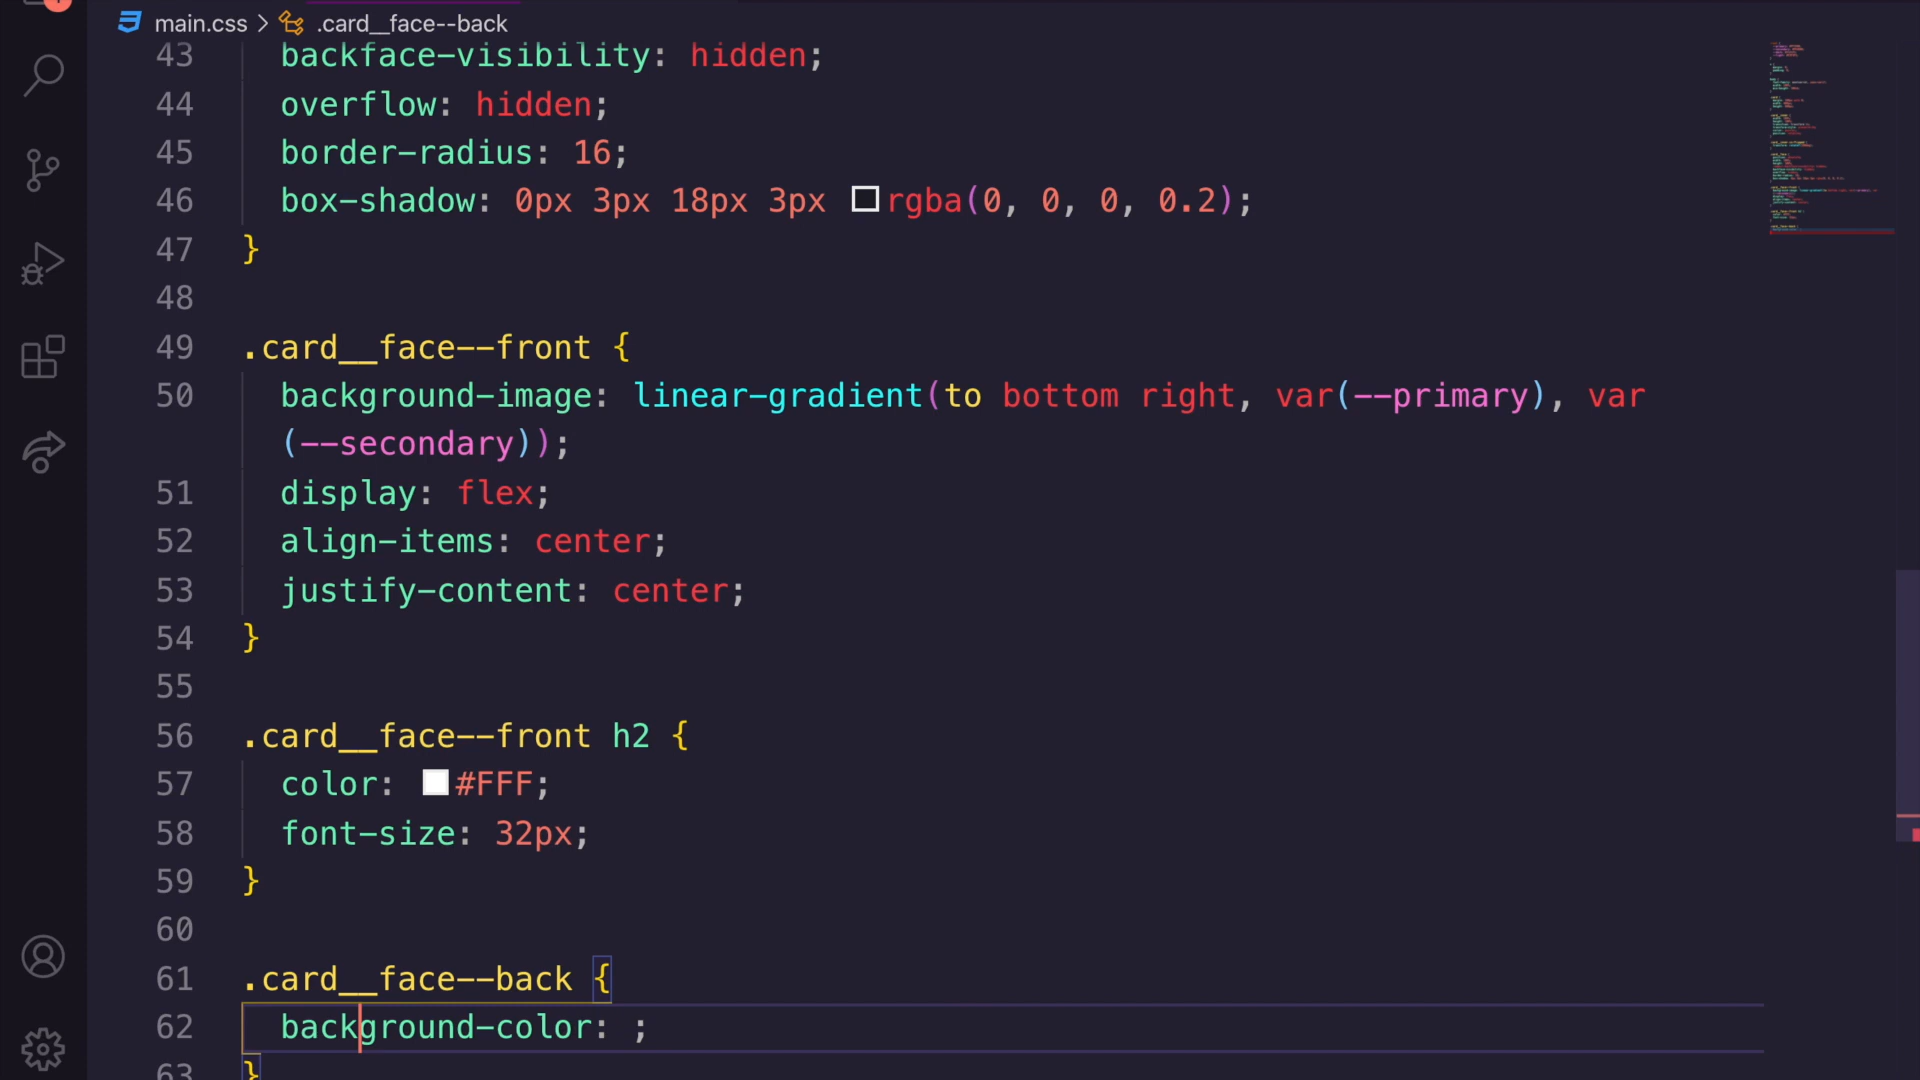 main.css > .card__face--back
43 backface-visibility: hidden;
44 overflow: hidden;
45 border-radius: 16;
46 box-shadow: 0px 3px 18px 3px rgba(0, 0, 0, 0.2);
47 }
48
49 .card__face--front {
50 background-image: linear-gradient(to bottom right, var(--primary), var
(--secondary));
51 display: flex;
52 align-items: center;
53 justify-content: center;
54 }
55
56 .card__face--front h2 {
57 color: #FFF;
58 font-size: 32px;
59 }
60
61 .card__face--back {
62 background-color: ;
63 }